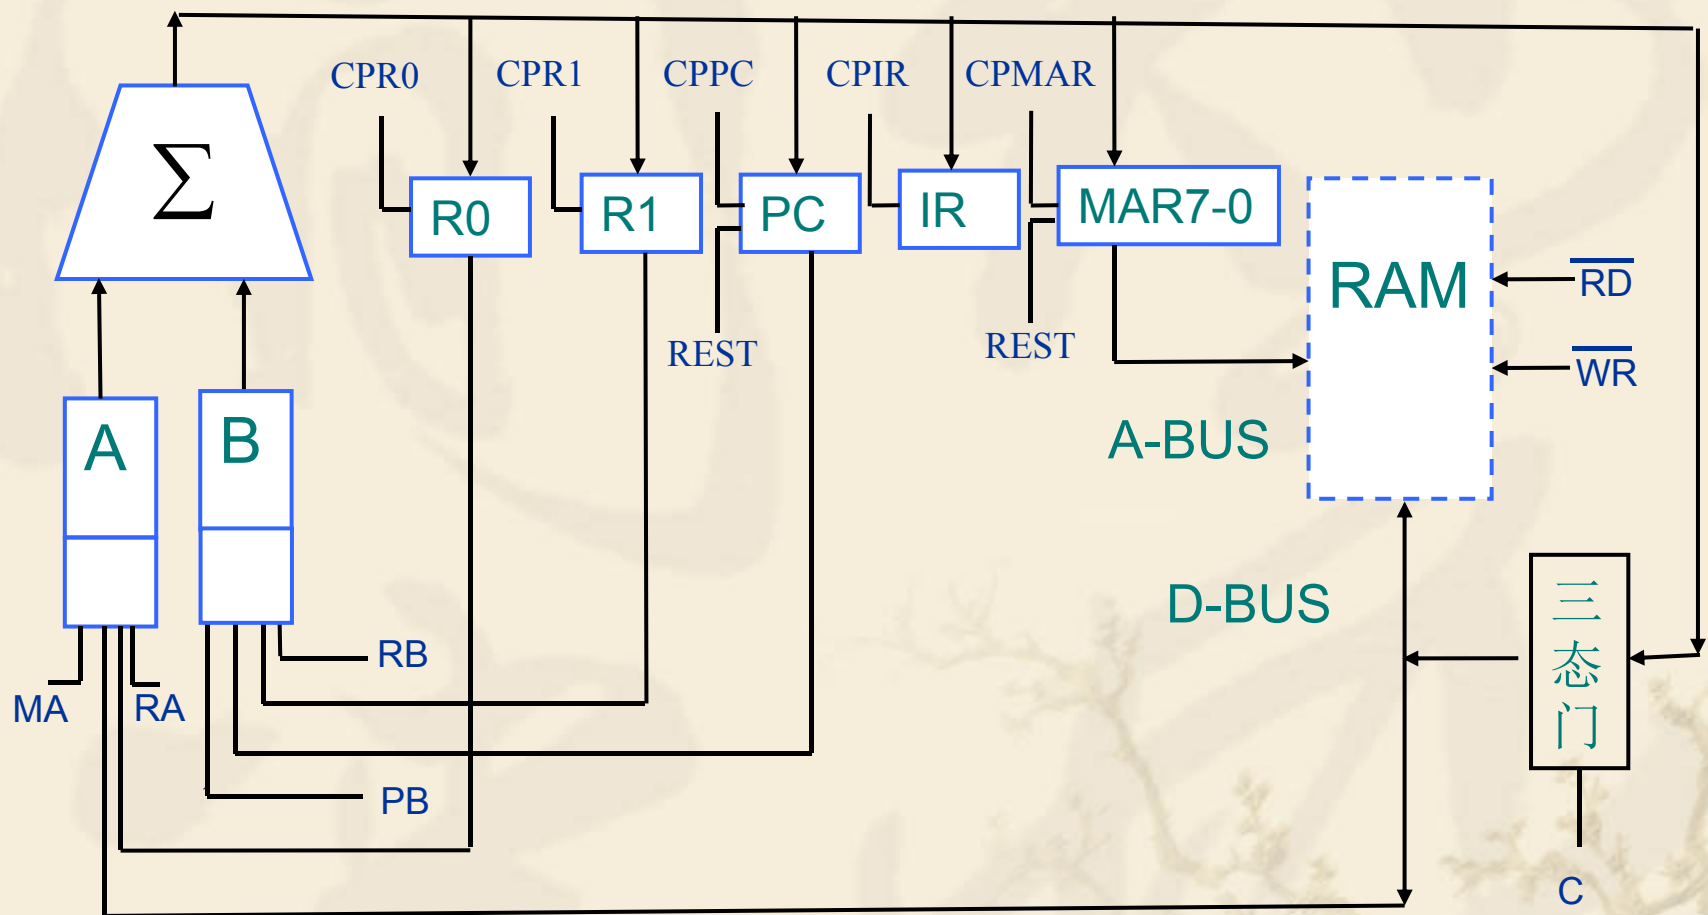 CPR0
CPR1
CPPC
CPIR
CPMAR
Σ
R0
R1
PC
IR
MAR7-0
REST
REST
RAM
RD
WR
A
B
A-BUS
D-BUS
三态门
RB
MA
RA
PB
C